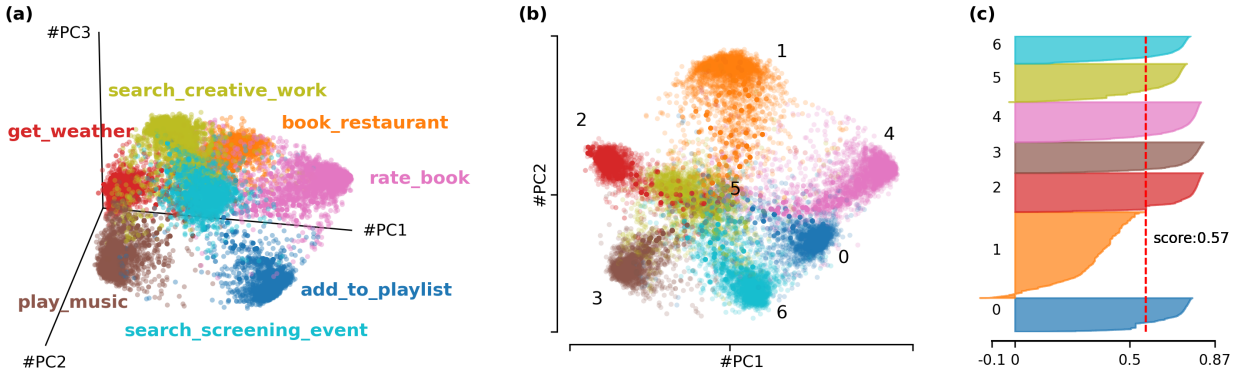 (a)
#PC3
search_creative_work
get_weather
book_restaurant
rate_book
#PC1
add_to_playlist
play_music
search_screening_event
#PC2
(b)
#PC2
1
2
4
5
0
3
6
#PC1
(c)
6
5
4
3
2
1
score:0.57
0
-0.1 0 0.5 0.87